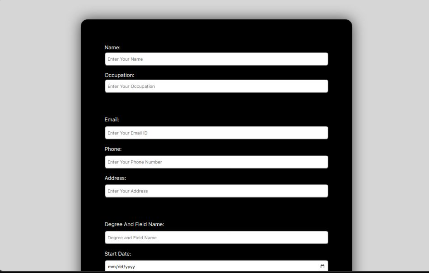 Name:
Enter Your Name
Occupation:
Enter Your Occupation
Email:
Enter Your Email ID
Phone:
Enter Your Phone Number
Address:
Enter Your Address
Degree And Field Name:
Degree and Field Name
Start Date:
mm/dd/yyyy